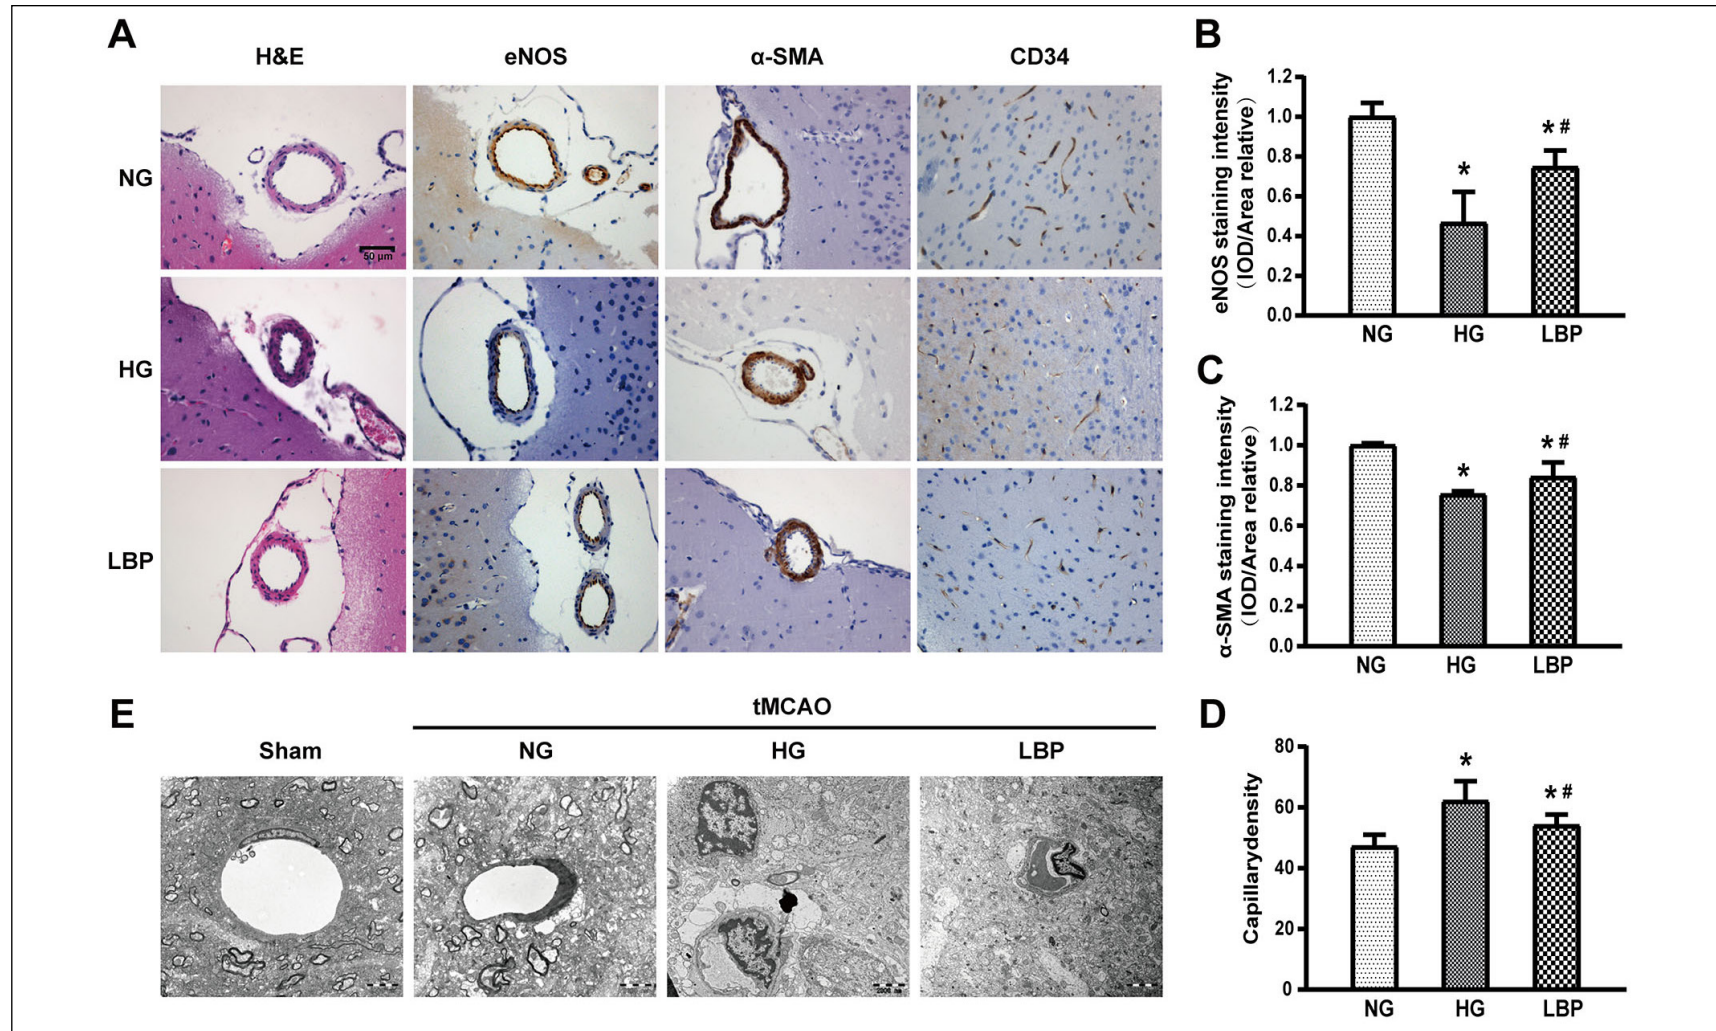 A
H&E
eNOS
α-SMA
CD34
NG
50 μm
HG
LBP
B
eNOS staining intensity
(IOD/Area relative)
1.2
1.0
0.8
0.6
0.4
0.2
0.0
*
* #
NG
HG
LBP
C
α-SMA staining intensity
(IOD/Area relative)
1.2
1.0
0.8
0.6
0.4
0.2
0.0
*
* #
NG
HG
LBP
E
tMCAO
Sham
NG
HG
LBP
D
Capillarydensity
80
60
40
20
0
*
* #
NG
HG
LBP